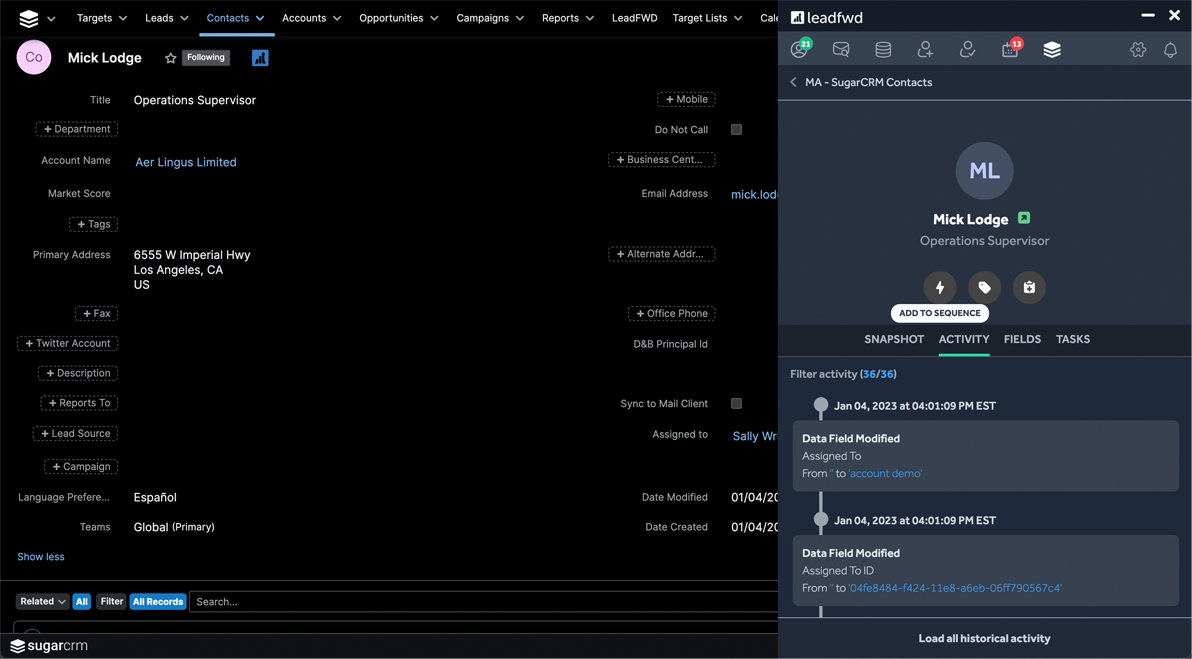 Targets Leads Contacts Accounts Opportunities Campaigns Reports LeadFWD Target Lists
Co Mick Lodge Following
Title Operations Supervisor
+ Mobile
+ Department
Do Not Call
Account Name Aer Lingus Limited
+ Business Cent...
Market Score
Email Address mick.lod
+ Tags
Primary Address 6555 W Imperial Hwy
Los Angeles, CA
US
+ Alternate Addr...
+ Fax
+ Office Phone
+ Twitter Account
D&B Principal Id
+ Description
+ Reports To
Sync to Mail Client
+ Lead Source
Assigned to Sally Wr
+ Campaign
Language Prefere... Español
Date Modified 01/04/20
Teams Global (Primary)
Date Created 01/04/20
Show less
Related All Filter All Records Search...
sugarcrm
leadfwd
21 13
MA - SugarCRM Contacts
ML
Mick Lodge
Operations Supervisor
ADD TO SEQUENCE
SNAPSHOT ACTIVITY FIELDS TASKS
Filter activity (36/36)
Jan 04, 2023 at 04:01:09 PM EST
Data Field Modified
Assigned To
From '' to 'account demo'
Jan 04, 2023 at 04:01:09 PM EST
Data Field Modified
Assigned To ID
From '' to '04fe8484-f424-11e8-a6eb-06ff790567c4'
Load all historical activity